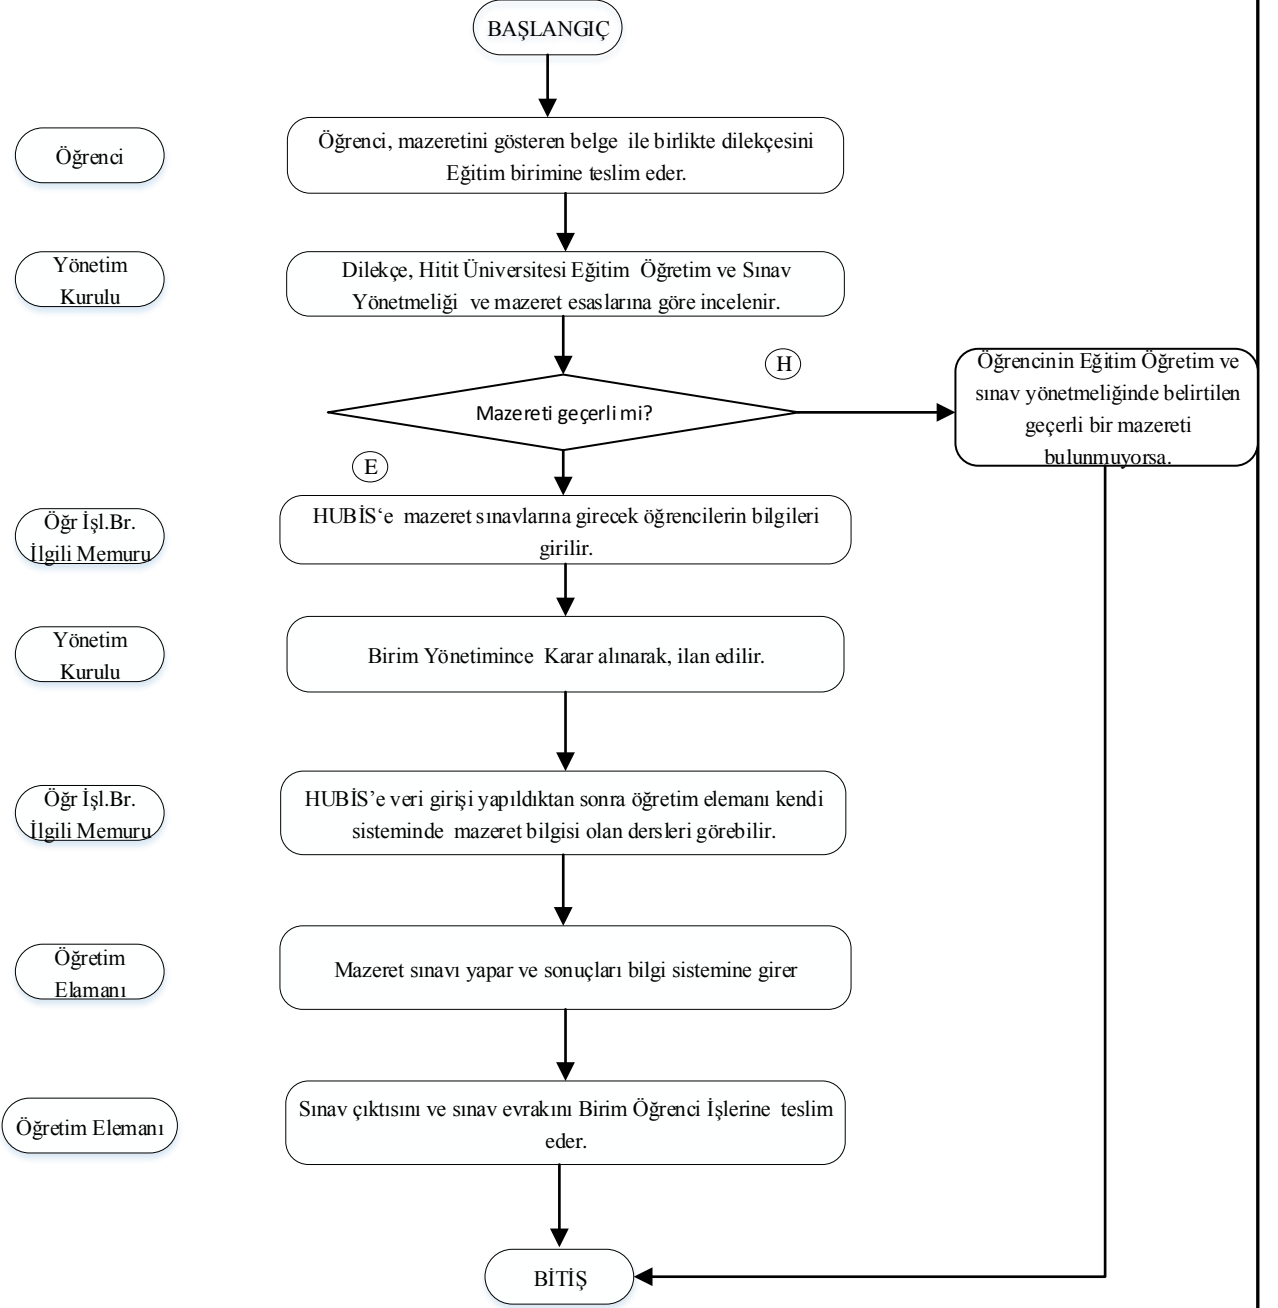 BAŞLANGIÇ
Öğrenci
Öğrenci, mazeretini gösteren belge ile birlikte dilekçesini
Eğitim birimine teslim eder.
Yönetim
Kurulu
Dilekçe, Hitit Üniversitesi Eğitim Öğretim ve Sınav
Yönetmeliği ve mazeret esaslarına göre incelenir.
Mazereti geçerli mi?
H
Öğrencinin Eğitim Öğretim ve
sınav yönetmeliğinde belirtilen
geçerli bir mazereti
bulunmuyorsa.
E
Öğr İşl.Br.
İlgili Memuru
HUBİS‘e mazeret sınavlarına girecek öğrencilerin bilgileri
girilir.
Yönetim
Kurulu
Birim Yönetimince Karar alınarak, ilan edilir.
Öğr İşl.Br.
İlgili Memuru
HUBİS’e veri girişi yapıldıktan sonra öğretim elemanı kendi
sisteminde mazeret bilgisi olan dersleri görebilir.
Öğretim
Elamanı
Mazeret sınavı yapar ve sonuçları bilgi sistemine girer
Öğretim Elemanı
Sınav çıktısını ve sınav evrakını Birim Öğrenci İşlerine teslim
eder.
BİTİŞ